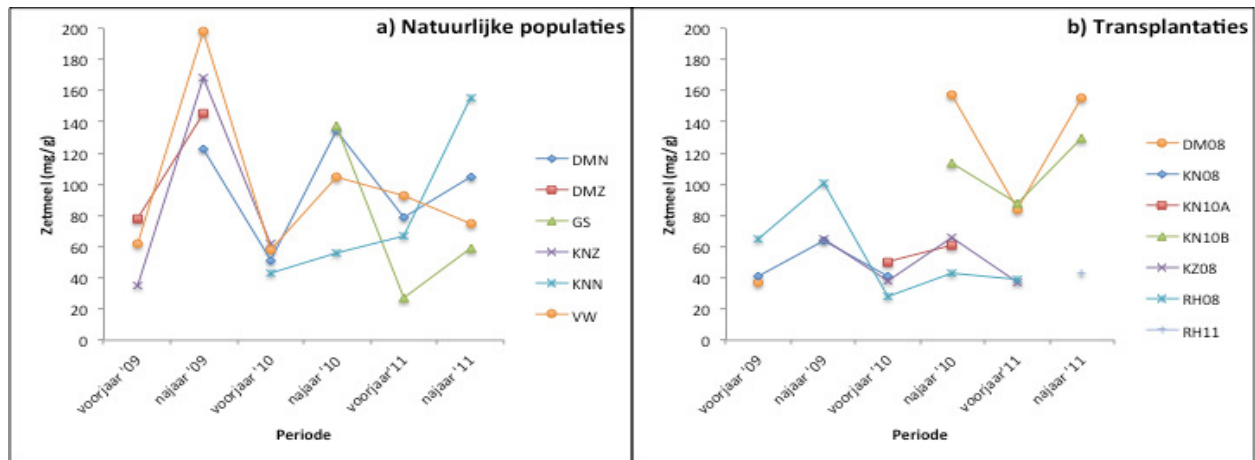 a) Natuurlijke populaties
Zetmeel (mg/g)
200
180
160
140
120
100
80
60
40
20
0
voorjaar '09
najaar '09
voorjaar '10
najaar '10
voorjaar'11
najaar '11
Periode
DMN
DMZ
GS
KNZ
KNN
VW
b) Transplantaties
Zetmeel (mg/g)
200
180
160
140
120
100
80
60
40
20
0
voorjaar '09
najaar '09
voorjaar '10
najaar '10
voorjaar'11
najaar '11
Periode
DM08
KN08
KN10A
KN10B
KZ08
RH08
RH11